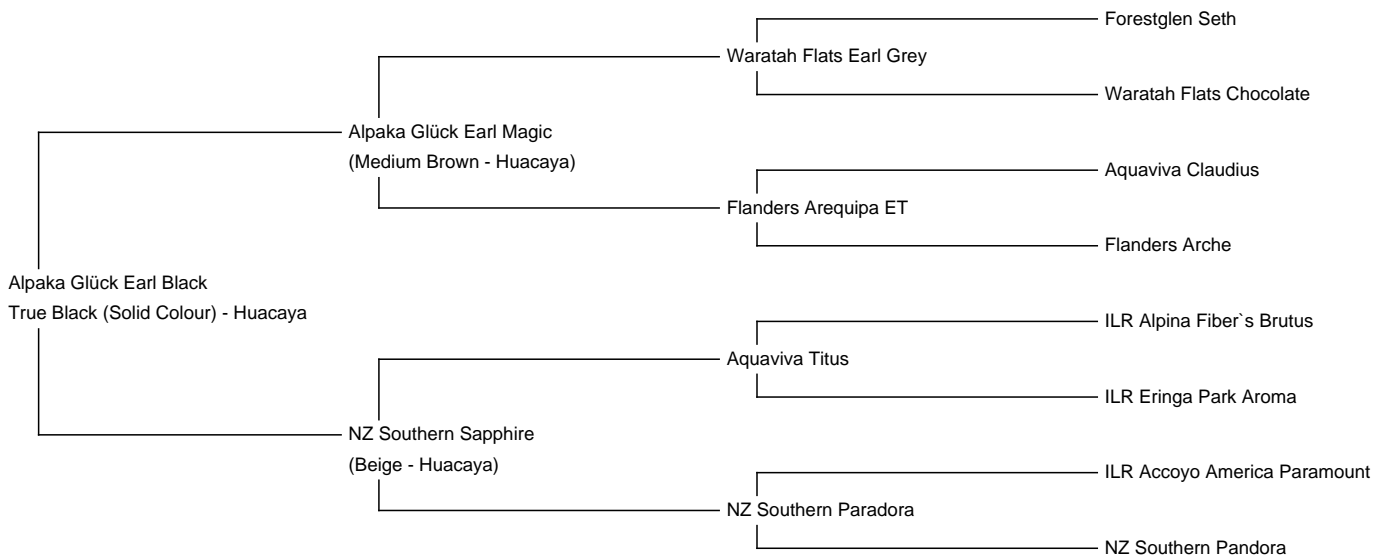 Forestglen Seth
Waratah Flats Earl Grey
Waratah Flats Chocolate
Alpaka Glück Earl Magic
(Medium Brown - Huacaya)
Aquaviva Claudius
Flanders Arequipa ET
Flanders Arche
Alpaka Glück Earl Black
True Black (Solid Colour) - Huacaya
ILR Alpina Fiber`s Brutus
Aquaviva Titus
ILR Eringa Park Aroma
NZ Southern Sapphire
(Beige - Huacaya)
ILR Accoyo America Paramount
NZ Southern Paradora
NZ Southern Pandora